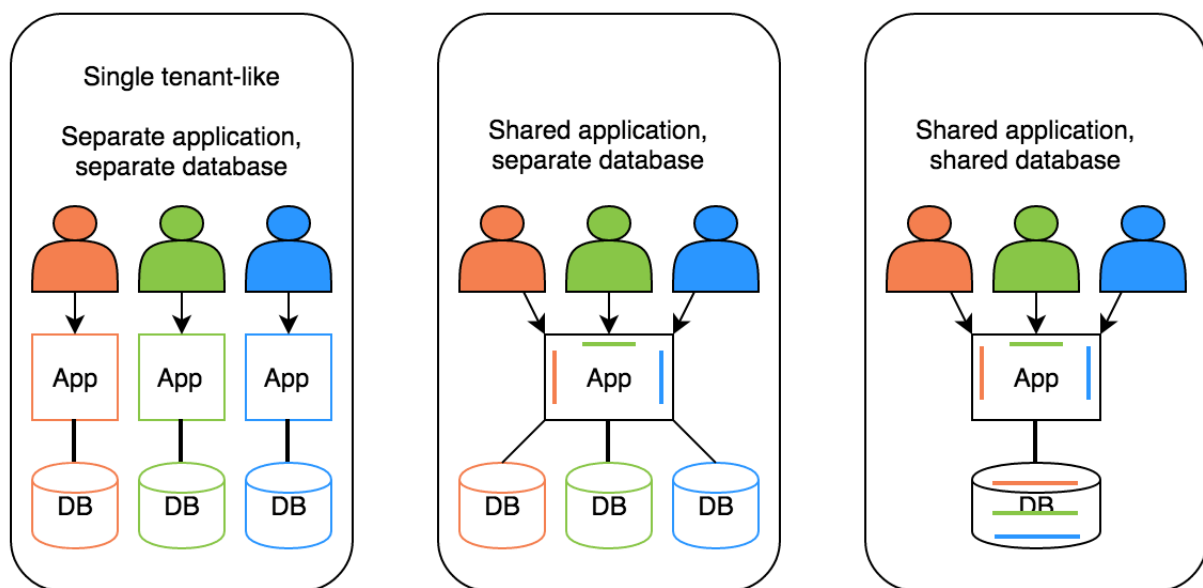 Single tenant-like
Separate application,
separate database
App
App
App
DB
DB
DB
Shared application,
separate database
App
DB
DB
DB
Shared application,
shared database
App
DB